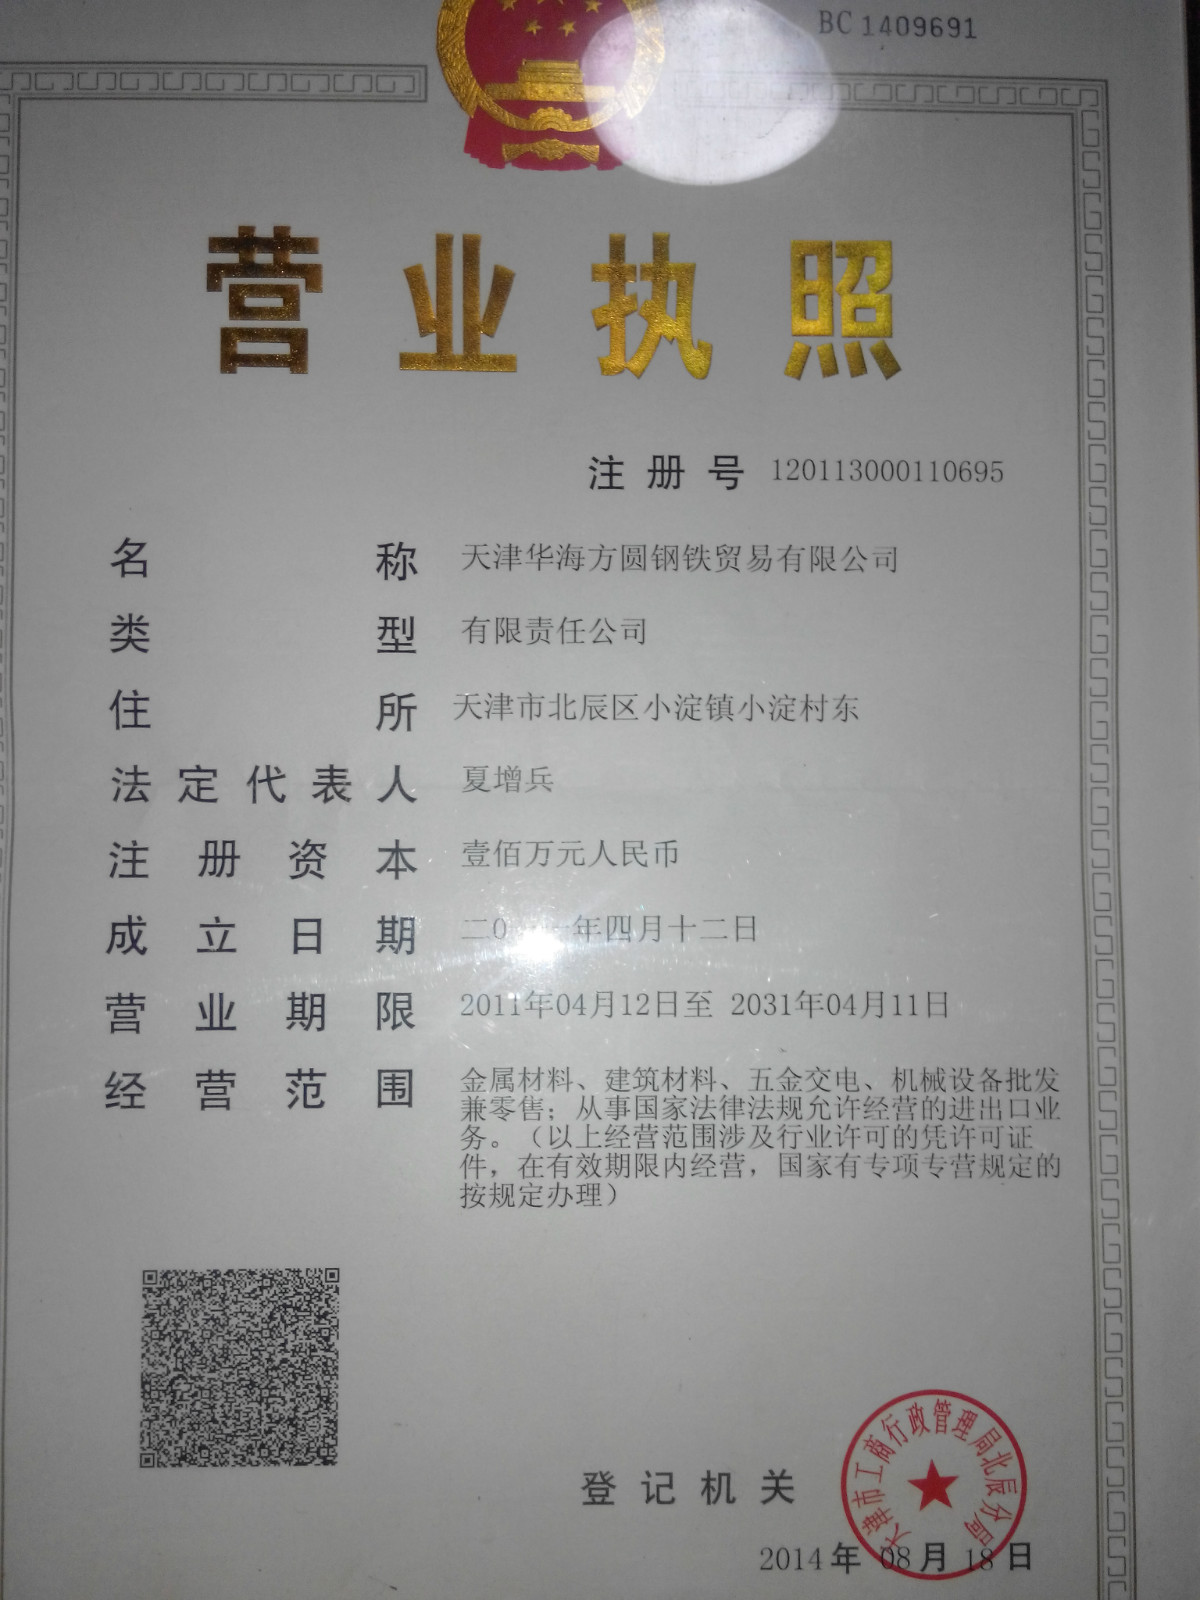 BC 1409691
营业执照
注册号 120113000110695
名称 天津华海方圆钢铁贸易有限公司
类型 有限责任公司
住所 天津市北辰区小淀镇小淀村东
法定代表人 夏增兵
注册资本 壹佰万元人民币
成立日期 二0一一年四月十二日
营业期限 2011年04月12日至 2031年04月11日
经营范围 金属材料、建筑材料、五金交电、机械设备批发
兼零售；从事国家法律法规允许经营的进出口业
务。（以上经营范围涉及行业许可的凭许可证
件，在有效期限内经营，国家有专项专营规定的
按规定办理）
登记机关
天津市工商行政管理局北辰分局
2014年 08月 18日